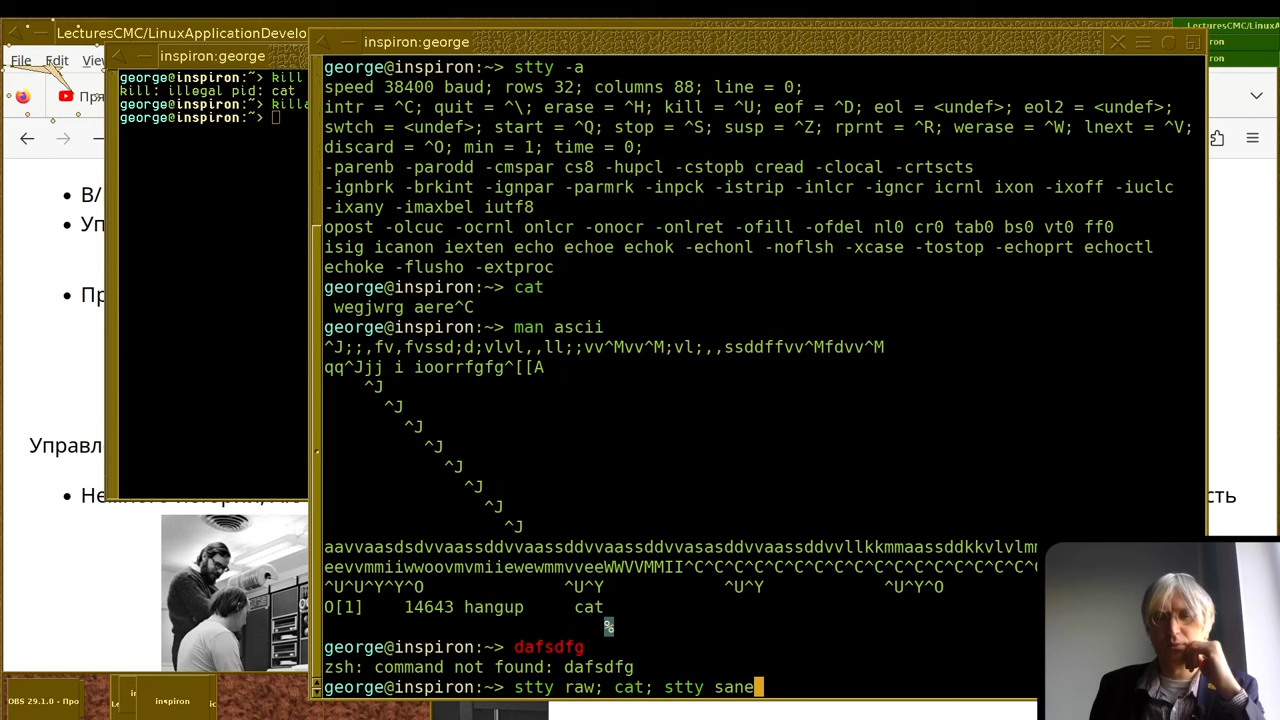 LecturesCMC/LinuxApplicationDevelo
LecturesCMC/LinuxA
inspiron:george
inspiron:george
File Edit View
george@inspiron:~> kill
kill: illegal pid: cat
george@inspiron:~> killa
george@inspiron:~>
george@inspiron:~> stty -a
speed 38400 baud; rows 32; columns 88; line = 0;
intr = ^C; quit = ^\; erase = ^H; kill = ^U; eof = ^D; eol = <undef>; eol2 = <undef>;
swtch = <undef>; start = ^Q; stop = ^S; susp = ^Z; rprnt = ^R; werase = ^W; lnext = ^V;
discard = ^O; min = 1; time = 0;
-parenb -parodd -cmspar cs8 -hupcl -cstopb cread -clocal -crtscts
-ignbrk -brkint -ignpar -parmrk -inpck -istrip -inlcr -igncr icrnl ixon -ixoff -iuclc
-ixany -imaxbel iutf8
opost -olcuc -ocrnl onlcr -onocr -onlret -ofill -ofdel nl0 cr0 tab0 bs0 vt0 ff0
isig icanon iexten echo echoe echok -echonl -noflsh -xcase -tostop -echoprt echoctl
echoke -flusho -extproc
george@inspiron:~> cat
wegjwrg aere^C
george@inspiron:~> man ascii
^J;;,fv,fvssd;d;vlvl,,ll;;vv^Mvv^M;vl;,,ssddffvv^Mfdvv^M
qq^Jjj i ioorrfgfg^[[A
^J
^J
^J
^J
^J
^J
^J
^J
aavvaasdsdvvaassddvvaassddvvaassddvvasasddvvaassddvvllkkmmaassddkkvlvlm
eevvmmiiwwoovmvmiiewewmmvveeWWVVMMII^C^C^C^C^C^C^C^C^C^C^C^C^C^C^C^C^C
^U^U^Y^Y^O ^U^Y ^U^Y ^U^Y^O
O[1] 14643 hangup cat
%
george@inspiron:~> dafsdfg
zsh: command not found: dafsdfg
george@inspiron:~> stty raw; cat; stty sane
В/
Уп
Пр
Управл
сть
DBS 29.1.0 - Про
inspiron